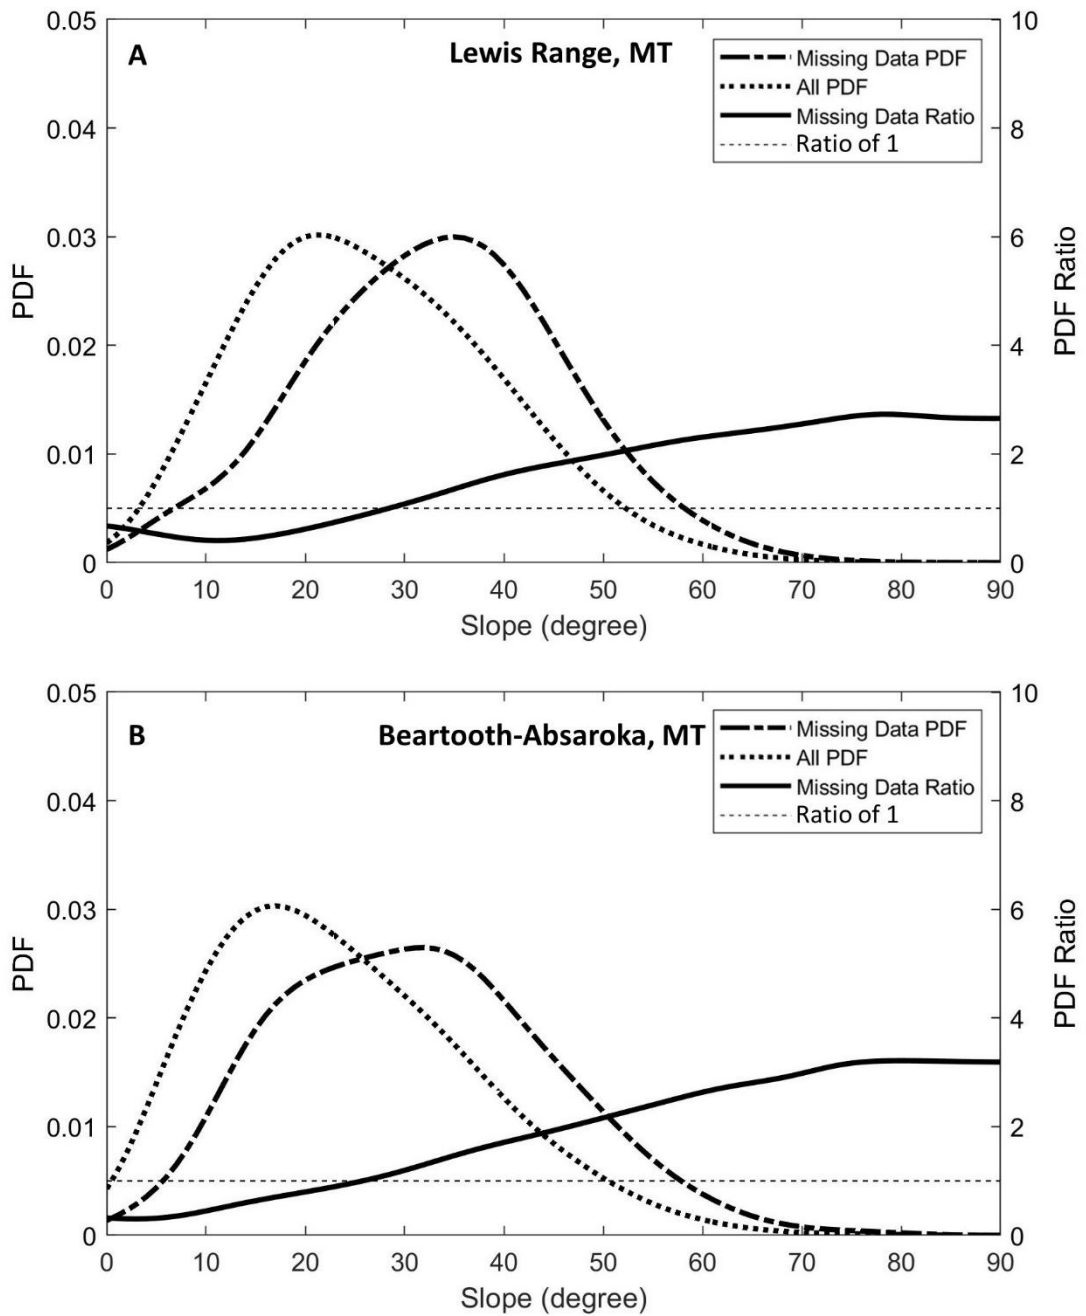 A
Lewis Range, MT
Missing Data PDF
All PDF
Missing Data Ratio
Ratio of 1
0.05
0.04
0.03
0.02
0.01
0
PDF
10
8
6
4
2
0
PDF Ratio
0 10 20 30 40 50 60 70 80 90
Slope (degree)
B
Beartooth-Absaroka, MT
Missing Data PDF
All PDF
Missing Data Ratio
Ratio of 1
0.05
0.04
0.03
0.02
0.01
0
PDF
10
8
6
4
2
0
PDF Ratio
0 10 20 30 40 50 60 70 80 90
Slope (degree)